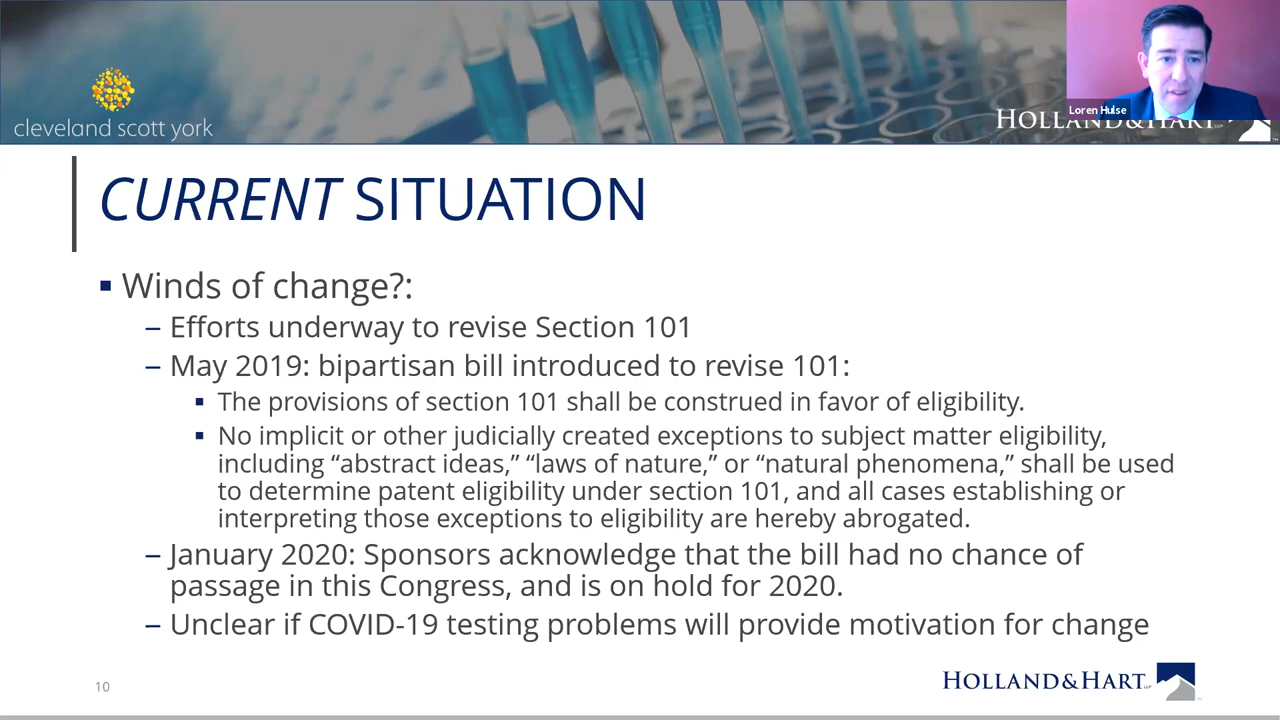 Loren Hulse
cleveland scott york
HOLLAND&HART
CURRENT SITUATION
▪ Winds of change?:
– Efforts underway to revise Section 101
– May 2019: bipartisan bill introduced to revise 101:
▪ The provisions of section 101 shall be construed in favor of eligibility.
▪ No implicit or other judicially created exceptions to subject matter eligibility,
including “abstract ideas,” “laws of nature,” or “natural phenomena,” shall be used
to determine patent eligibility under section 101, and all cases establishing or
interpreting those exceptions to eligibility are hereby abrogated.
– January 2020: Sponsors acknowledge that the bill had no chance of
passage in this Congress, and is on hold for 2020.
– Unclear if COVID-19 testing problems will provide motivation for change
10
HOLLAND&HART LLP